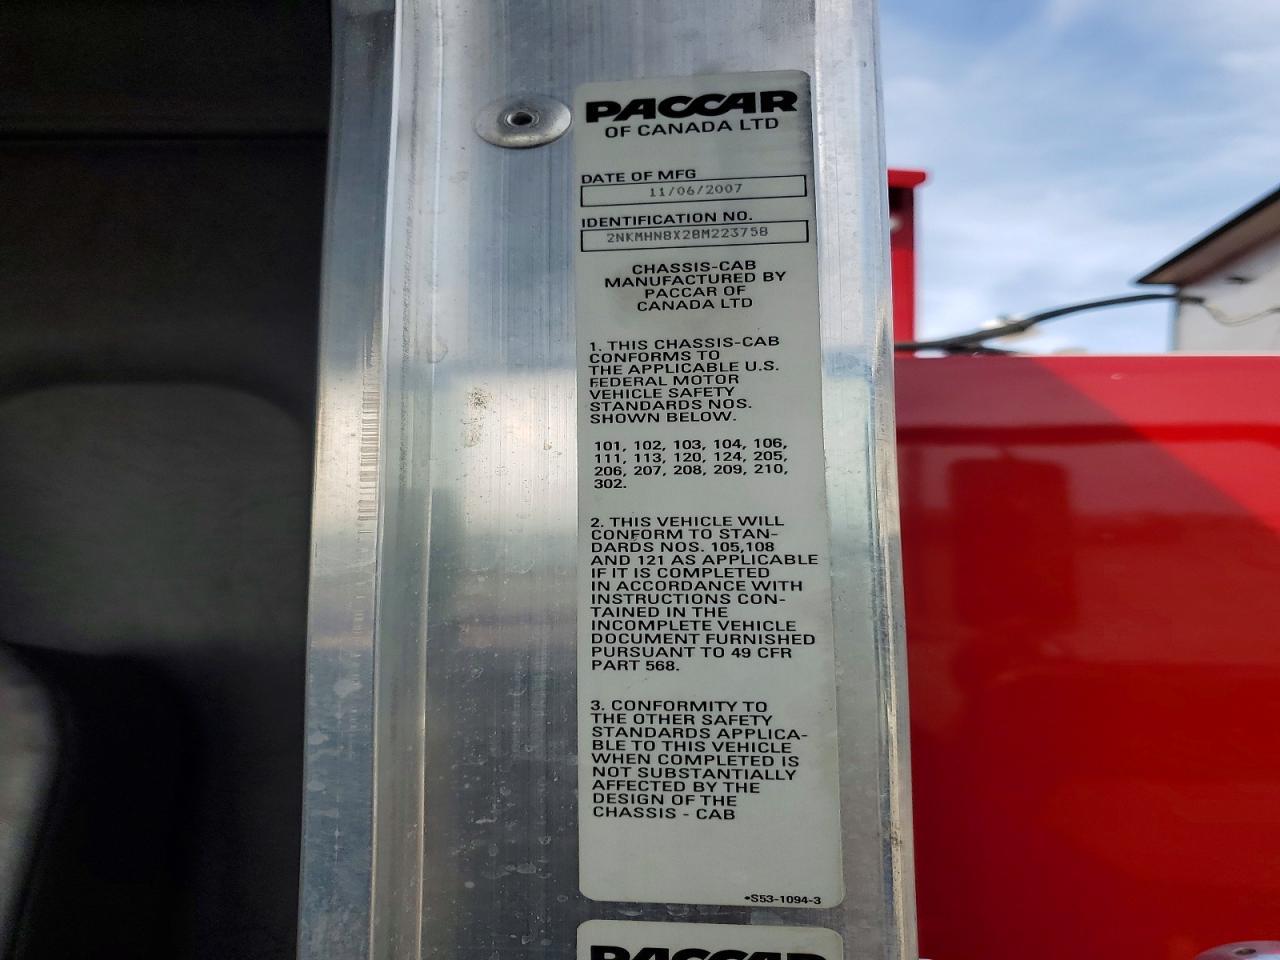 PACCAR
OF CANADA LTD
DATE OF MFG
11/06/2007
IDENTIFICATION NO.
2NKMHN8X28M223758
CHASSIS-CAB
MANUFACTURED BY
PACCAR OF
CANADA LTD
1. THIS CHASSIS-CAB
CONFORMS TO
THE APPLICABLE U.S.
FEDERAL MOTOR
VEHICLE SAFETY
STANDARDS NOS.
SHOWN BELOW.
101, 102, 103, 104, 106,
111, 113, 120, 124, 205,
206, 207, 208, 209, 210,
302.
2. THIS VEHICLE WILL
CONFORM TO STAN-
DARDS NOS. 105,108
AND 121 AS APPLICABLE
IF IT IS COMPLETED
IN ACCORDANCE WITH
INSTRUCTIONS CON-
TAINED IN THE
INCOMPLETE VEHICLE
DOCUMENT FURNISHED
PURSUANT TO 49 CFR
PART 568.
3. CONFORMITY TO
THE OTHER SAFETY
STANDARDS APPLICA-
BLE TO THIS VEHICLE
WHEN COMPLETED IS
NOT SUBSTANTIALLY
AFFECTED BY THE
DESIGN OF THE
CHASSIS - CAB
•S53-1094-3
PACCAR